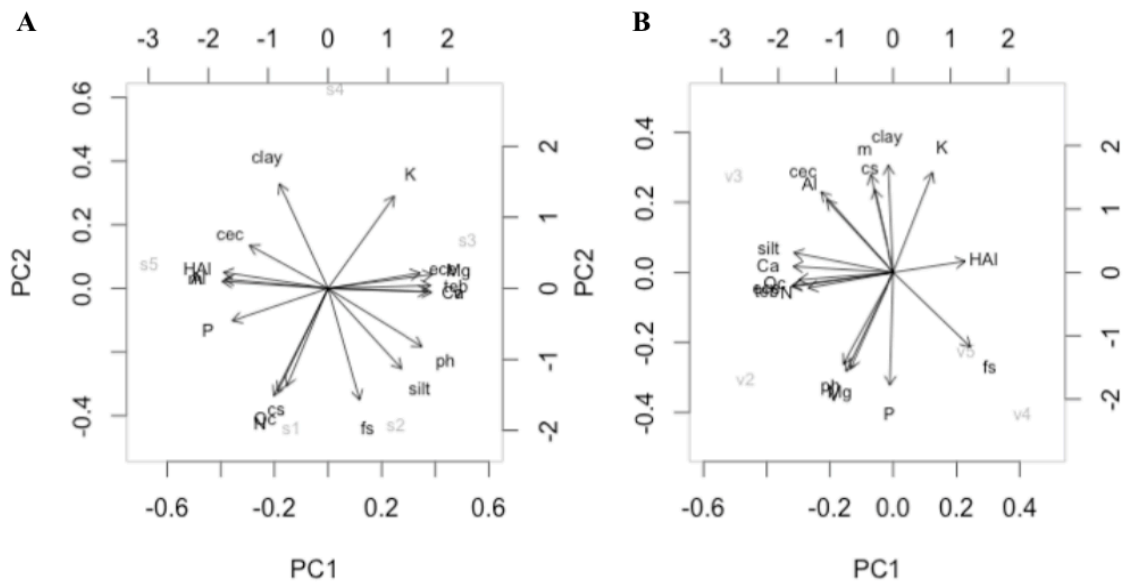 A
B
-3 -2 -1 0 1 2
-3 -2 -1 0 1 2
s4
0.6
clay
K
0.4
2
cec
0.2
s3
1
s5
HAl
Mg
0.0
teb
0
Ca
P
ph
silt
cs
Oc
N
s1
fs
s2
-0.4
-1
-2
PC2
-0.6 -0.2 0.2 0.6
PC1
clay
m
K
0.4
2
cs
cec
Al
v3
0.2
1
silt
HAl
Ca
0.0
0
Oc
teb
N
-0.2
-1
v5
fs
v2
ph
Mg
P
v4
-0.4
-2
PC2
-0.6 -0.2 0.0 0.2 0.4
PC1